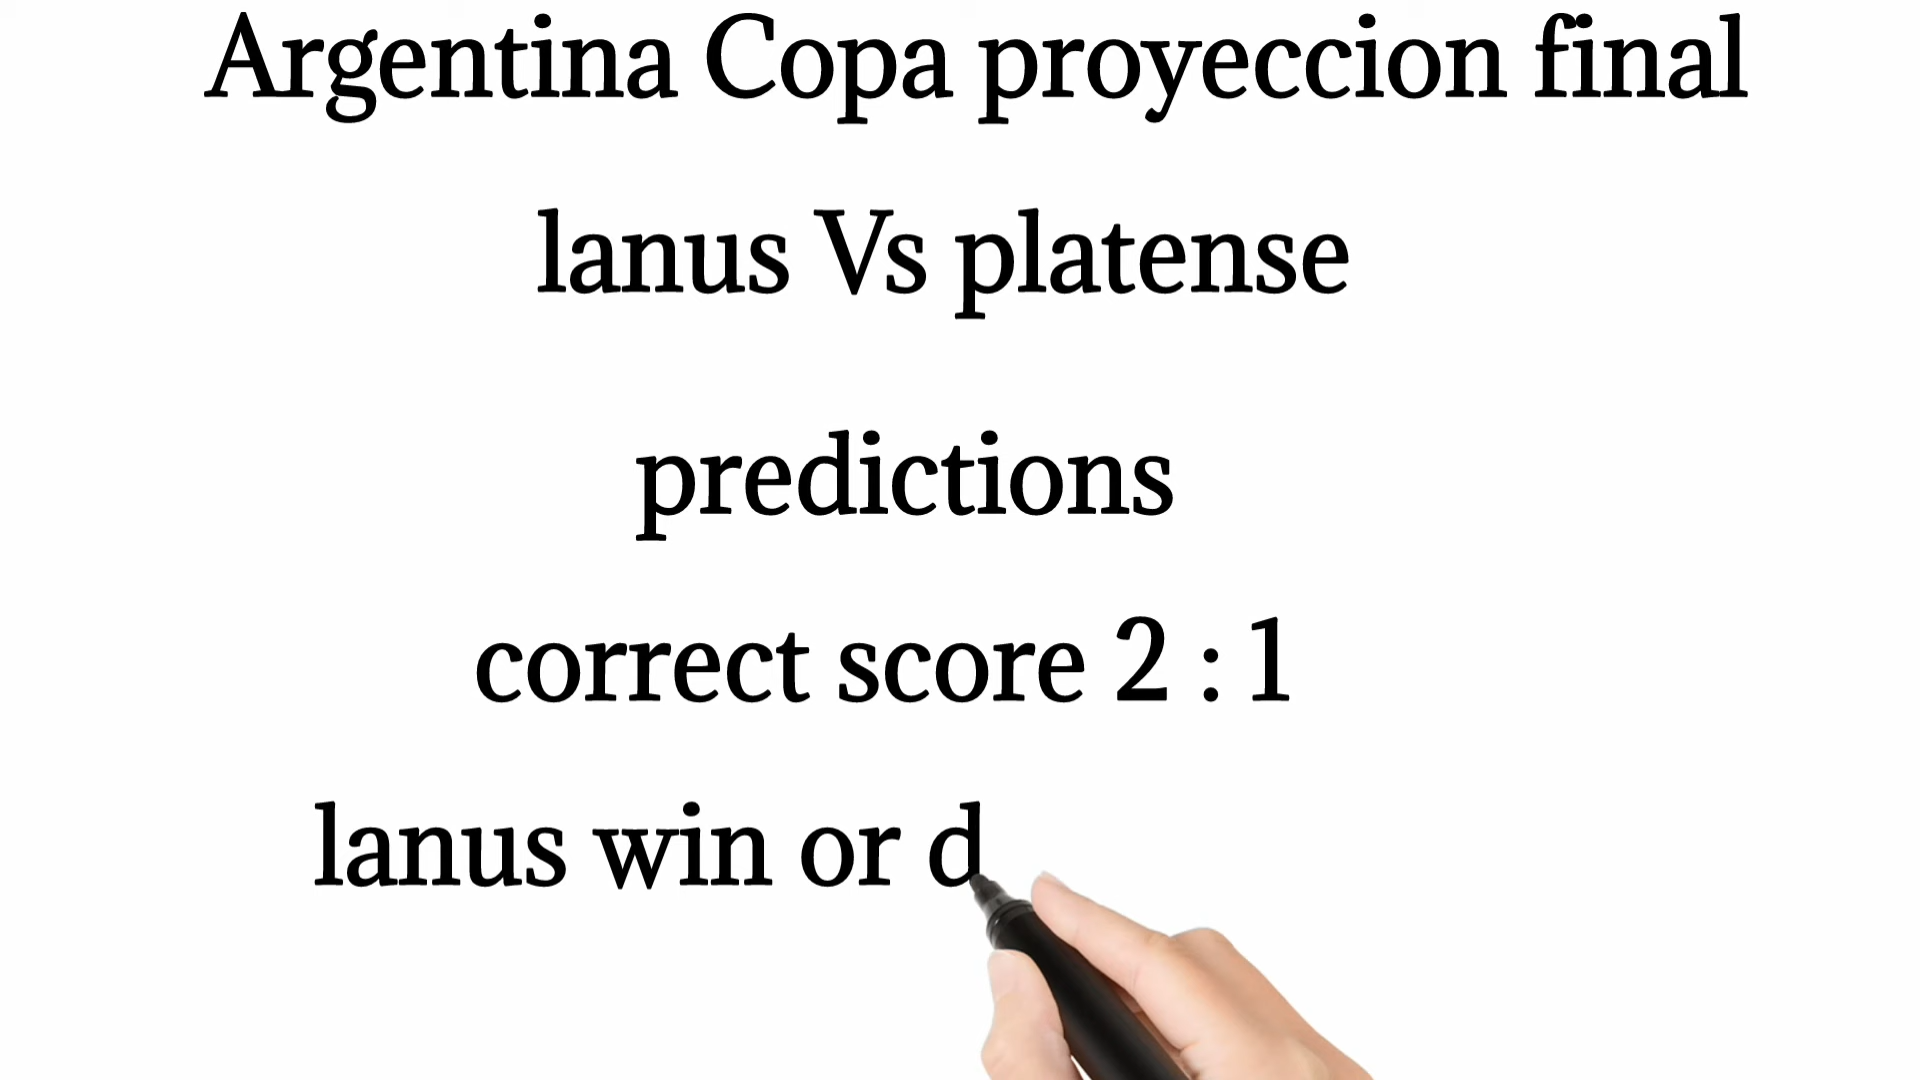 Argentina Copa proyeccion final
lanus Vs platense
predictions
correct score 2 : 1
lanus win or d